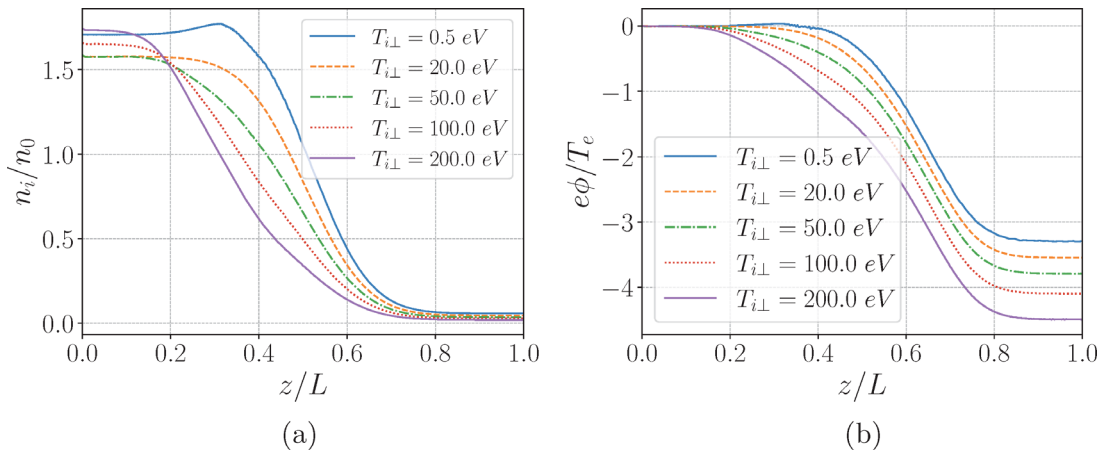 n_i/n_0
1.5
1.0
0.5
0.0
T_{i⊥} = 0.5 eV
T_{i⊥} = 20.0 eV
T_{i⊥} = 50.0 eV
T_{i⊥} = 100.0 eV
T_{i⊥} = 200.0 eV
0.0 0.2 0.4 0.6 0.8 1.0
z/L
(a)
eϕ/T_e
0
−1
−2
−3
−4
T_{i⊥} = 0.5 eV
T_{i⊥} = 20.0 eV
T_{i⊥} = 50.0 eV
T_{i⊥} = 100.0 eV
T_{i⊥} = 200.0 eV
0.0 0.2 0.4 0.6 0.8 1.0
z/L
(b)